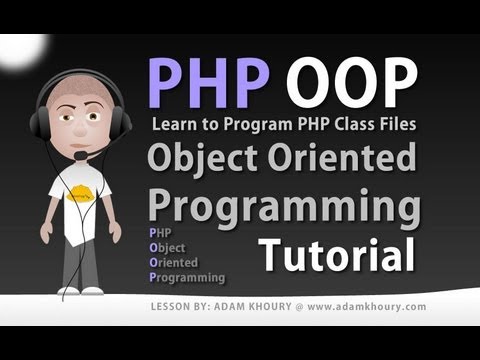 PHP OOP
Learn to Program PHP Class Files
Object Oriented
Programming
PHP
Object
Oriented
Programming
Tutorial
LESSON BY: ADAM KHOURY @ www.adamkhoury.com